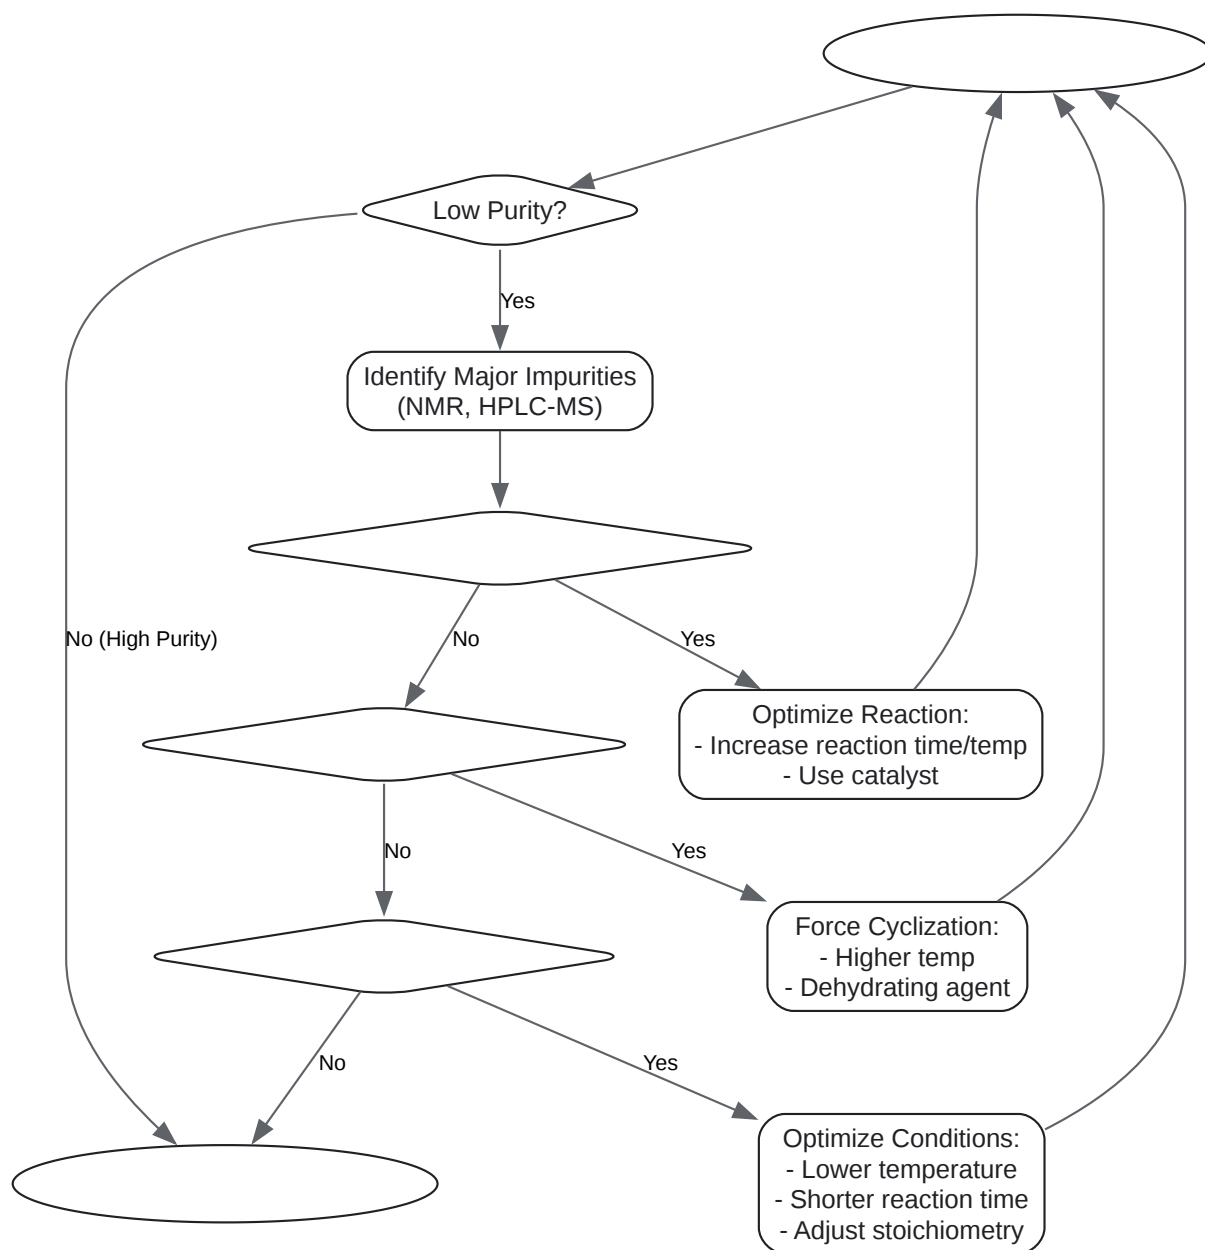 Low Purity?
Yes
Identify Major Impurities
(NMR, HPLC-MS)
No (High Purity)
No
Yes
Optimize Reaction:
- Increase reaction time/temp
- Use catalyst
No
Yes
Force Cyclization:
- Higher temp
- Dehydrating agent
No
Yes
Optimize Conditions:
- Lower temperature
- Shorter reaction time
- Adjust stoichiometry